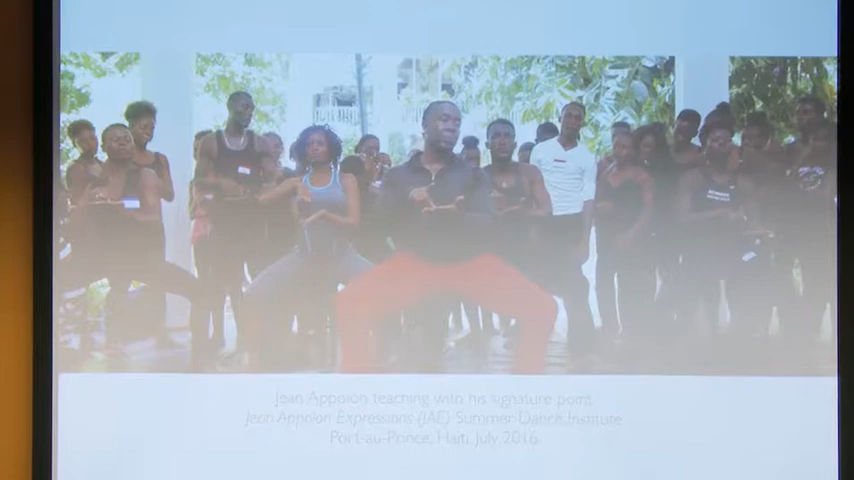 Jean Appolon teaching with his signature point.
Jean Appolon Expressions (JAE) Summer Dance Institute
Port-au-Prince, Haiti July 2016